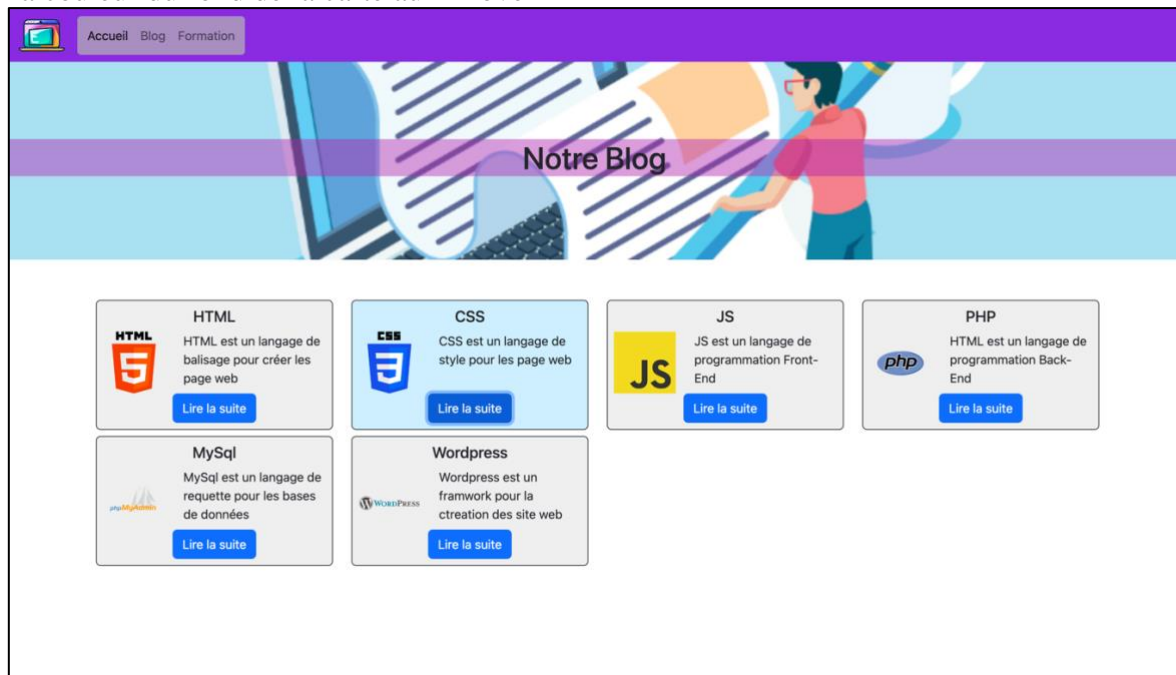 Accueil Blog Formation
Notre Blog
HTML
HTML
5
HTML est un langage de
balisage pour créer les
page web
Lire la suite
CSS
CSS
3
CSS est un langage de
style pour les page web
Lire la suite
JS
JS
JS est un langage de
programmation Front-
End
Lire la suite
PHP
php
HTML est un langage de
programmation Back-
End
Lire la suite
MySql
phpMyAdmin
MySql est un langage de
requette pour les bases
de données
Lire la suite
Wordpress
WORDPRESS
Wordpress est un
framwork pour la
ctreation des site web
Lire la suite